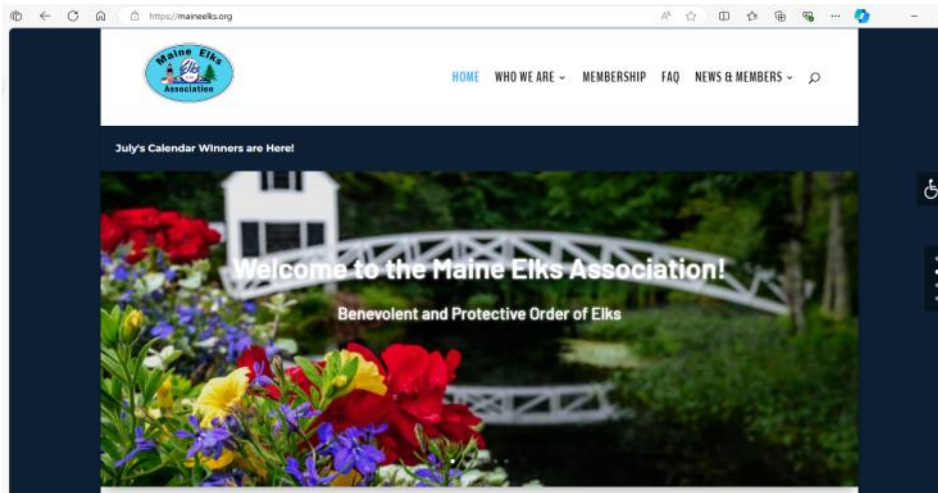 https://maineelks.org
Maine Elks
Elks
Association
HOME WHO WE ARE MEMBERSHIP FAQ NEWS & MEMBERS
July's Calendar WInners are Here!
Welcome to the Maine Elks Association!
Benevolent and Protective Order of Elks